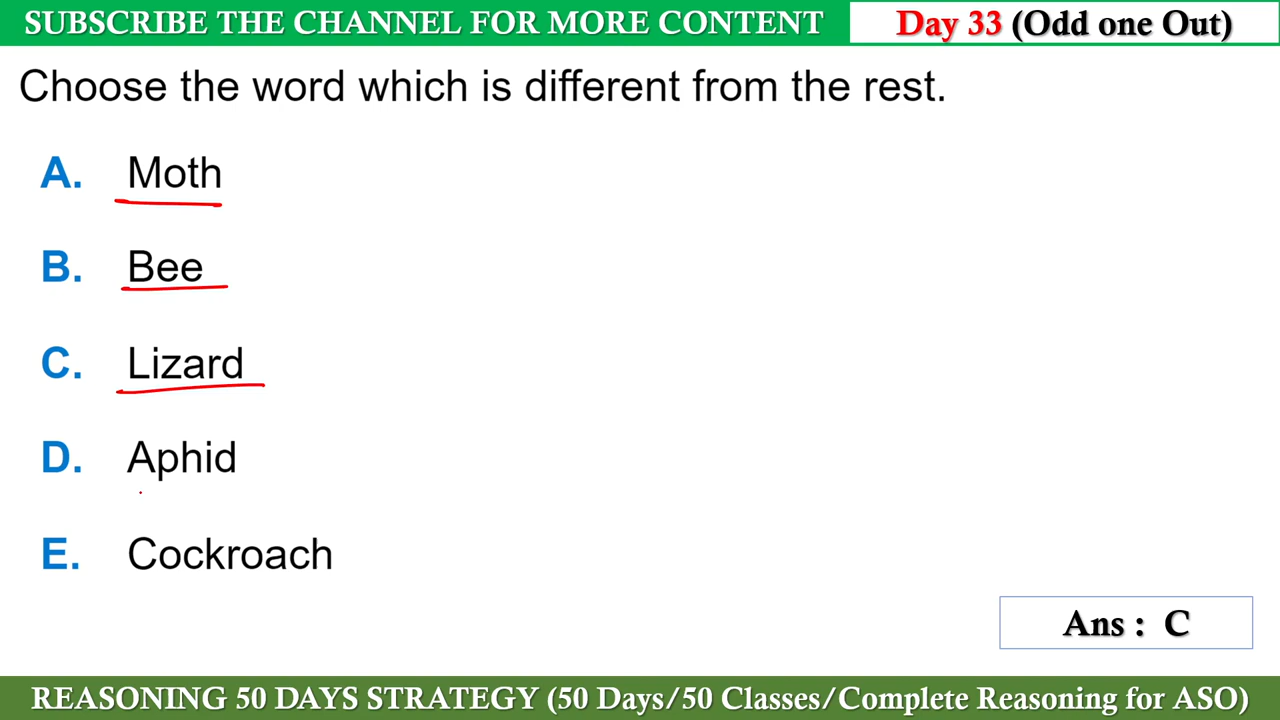 SUBSCRIBE THE CHANNEL FOR MORE CONTENT
Day 33 (Odd one Out)
Choose the word which is different from the rest.
A. Moth
B. Bee
C. Lizard
D. Aphid
E. Cockroach
Ans : C
REASONING 50 DAYS STRATEGY (50 Days/50 Classes/Complete Reasoning for ASO)